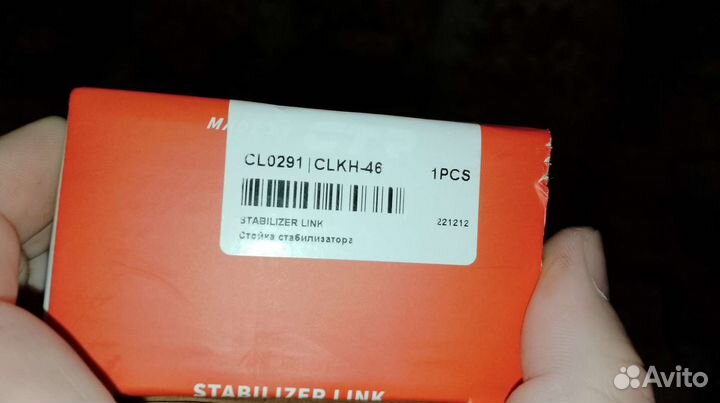 CL0291 | CLKH-46 1PCS
STABILIZER LINK 221212
Стойка стабилизатора
STABILIZER LINK
Avito